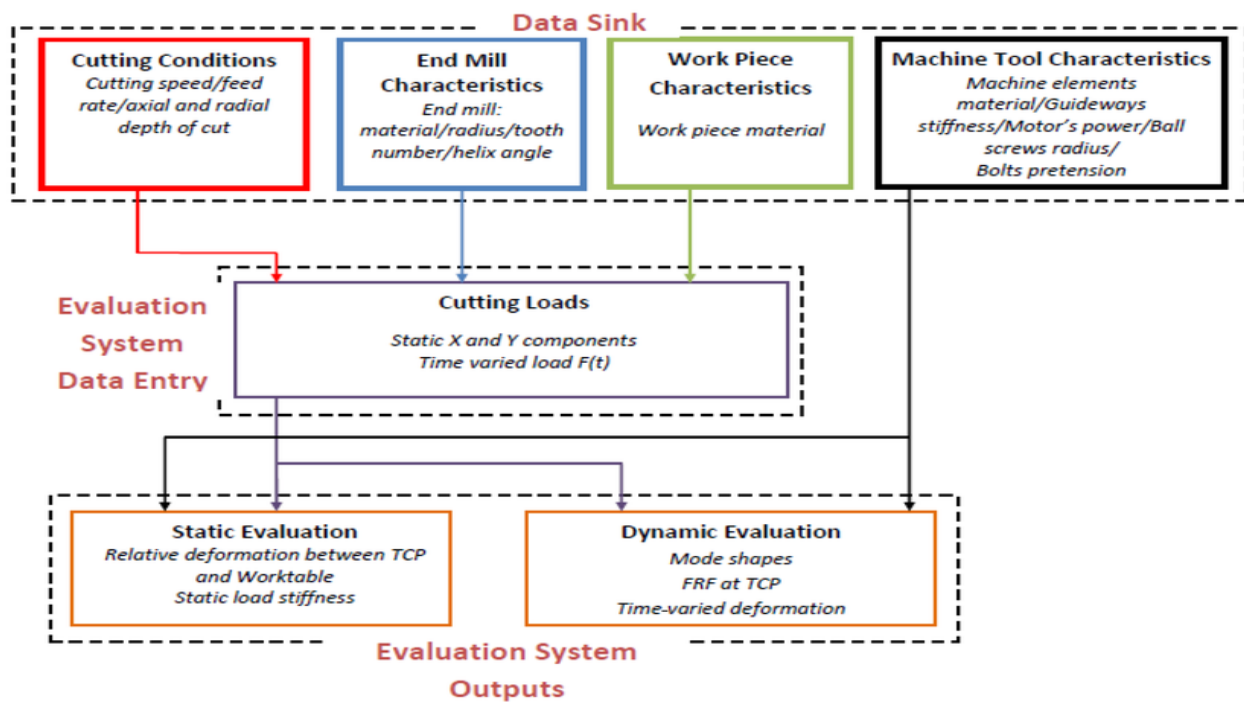 Data Sink
Cutting Conditions
Cutting speed/feed
rate/axial and radial
depth of cut
End Mill
Characteristics
End mill:
material/radius/tooth
number/helix angle
Work Piece
Characteristics
Work piece material
Machine Tool Characteristics
Machine elements
material/Guideways
stiffness/Motor's power/Ball
screws radius/
Bolts pretension
Evaluation
System
Data Entry
Cutting Loads
Static X and Y components
Time varied load F(t)
Static Evaluation
Relative deformation between TCP
and Worktable
Static load stiffness
Dynamic Evaluation
Mode shapes
FRF at TCP
Time-varied deformation
Evaluation System
Outputs